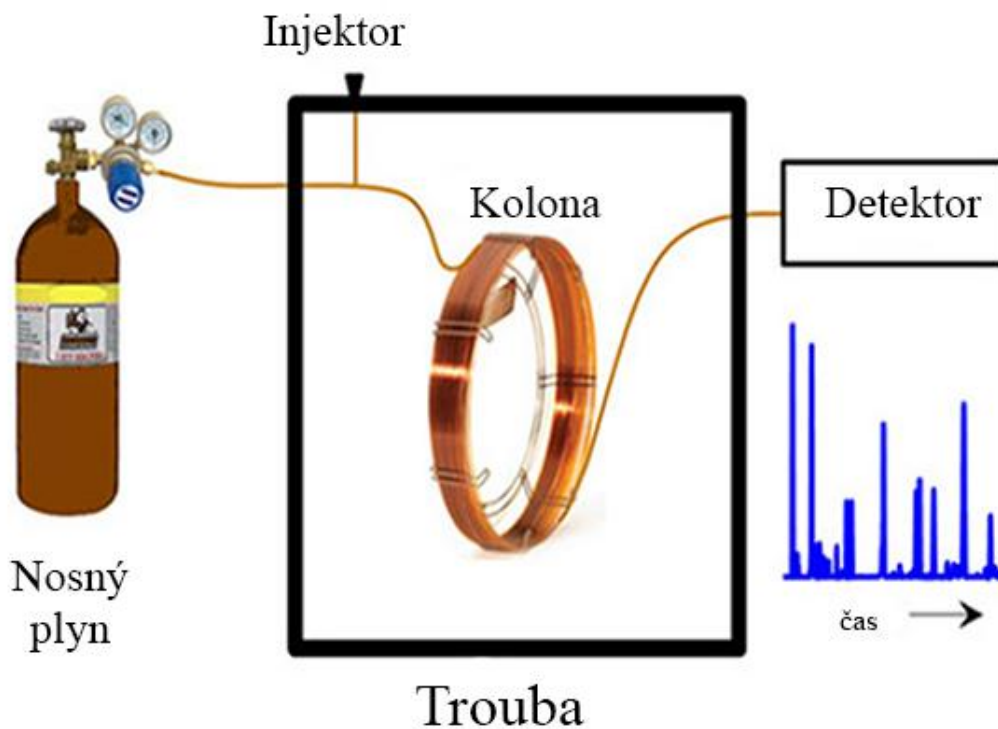 Injektor
Kolona
Detektor
Nosný
plyn
čas
Trouba